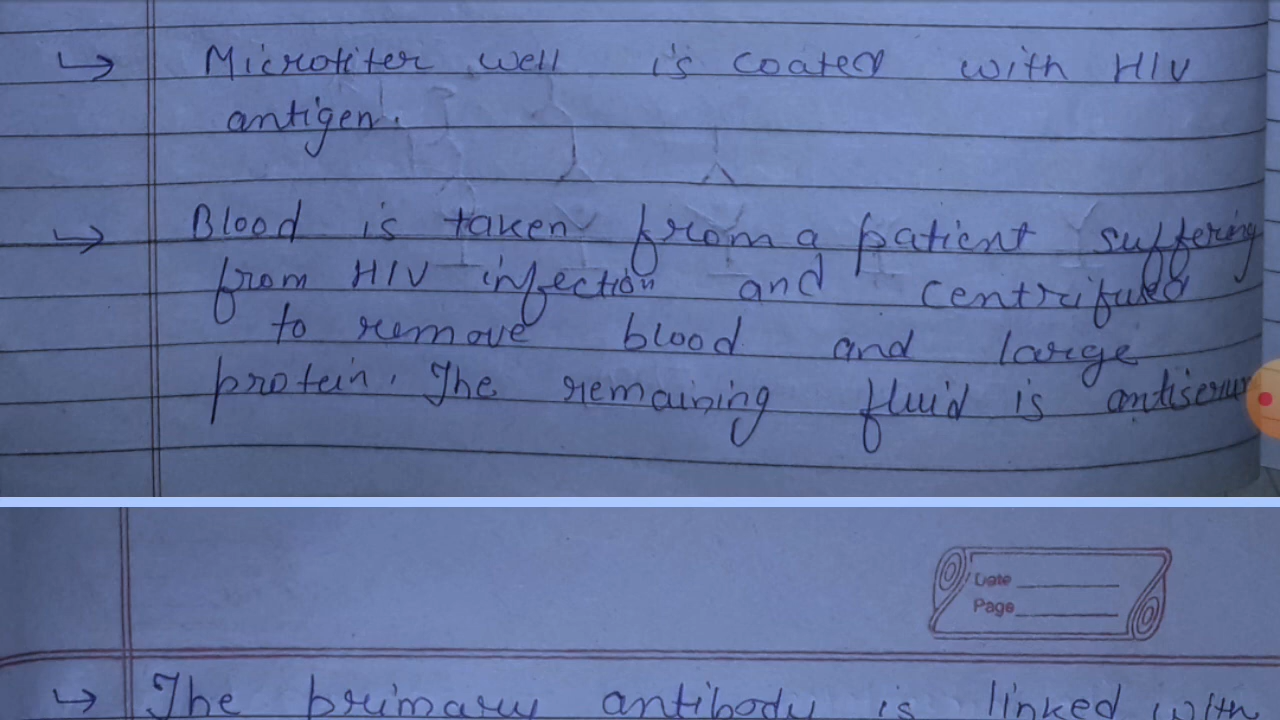 ↳ Microtiter well is coated with HIV
antigen.
↳ Blood is taken from a patient suffering
from HIV infection and centrifuked
to remove blood and large
protein. The remaining fluid is antiserum
Date
Page
↳ The primary antibody is linked with